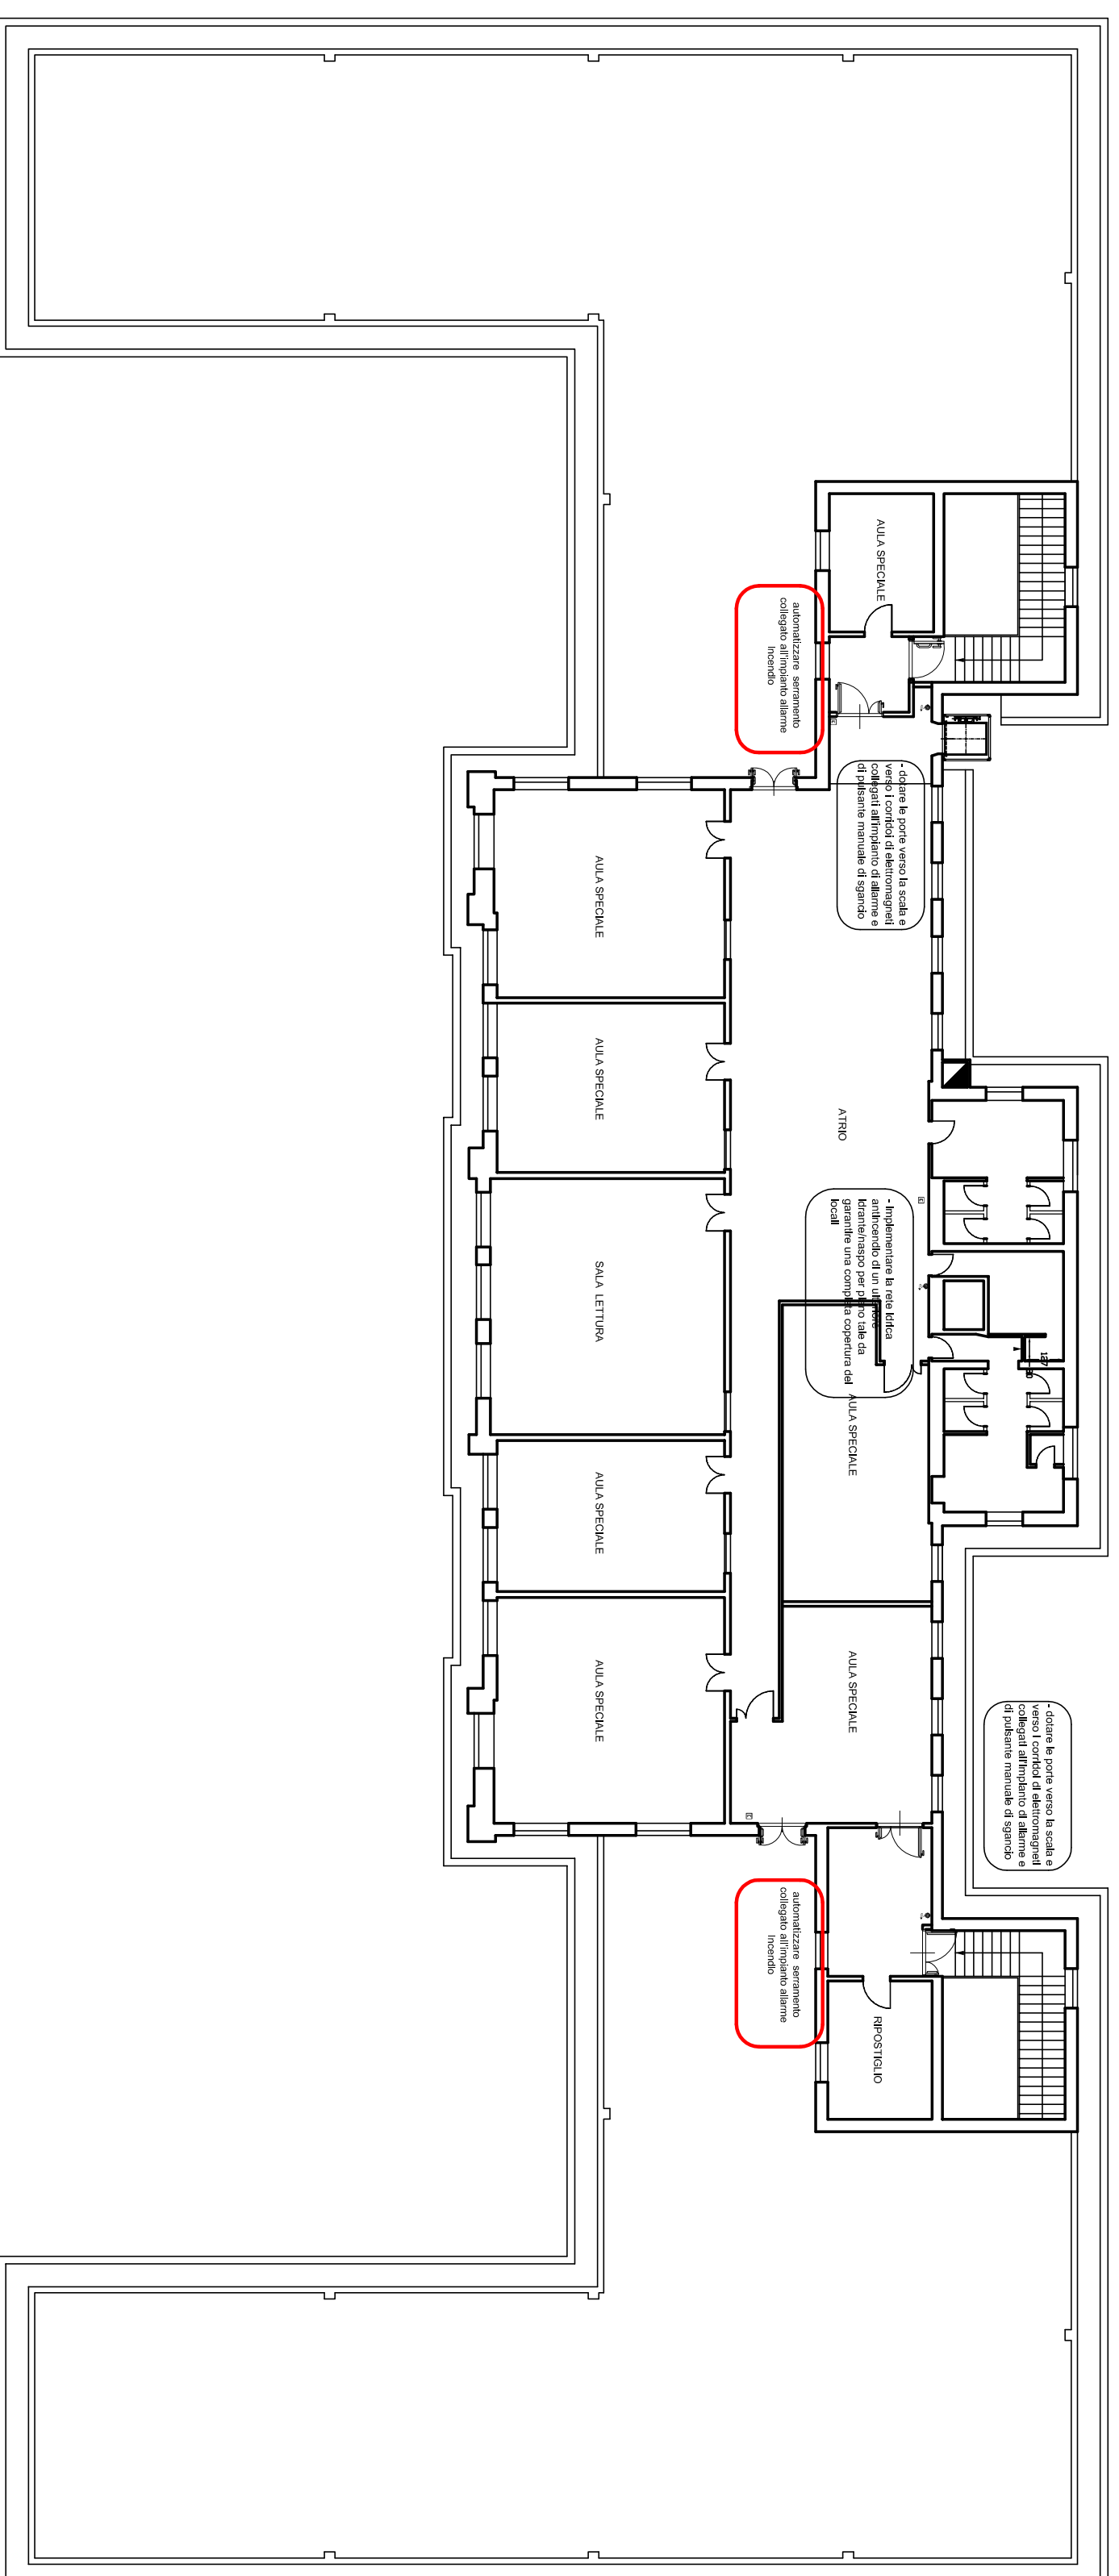 AULA SPECIALE
automatizzare serramento
collegato all'impianto allarme
incendio
- dotare le porte verso la scala e
verso i corridoi di elettromagneti
collegati all'impianto di allarme e
di pulsante manuale di sgancio
AULA SPECIALE
AULA SPECIALE
ATRIO
- implementare la rete idrica
antincendio di un ulteriore
idrante/naspo per piano tale da
garantire una completa copertura dei
locali
SALA LETTURA
127
AULA SPECIALE
AULA SPECIALE
AULA SPECIALE
AULA SPECIALE
- dotare le porte verso la scala e
verso i corridoi di elettromagneti
collegati all'impianto di allarme e
di pulsante manuale di sgancio
automatizzare serramento
collegato all'impianto allarme
incendio
RIPOSTIGLIO